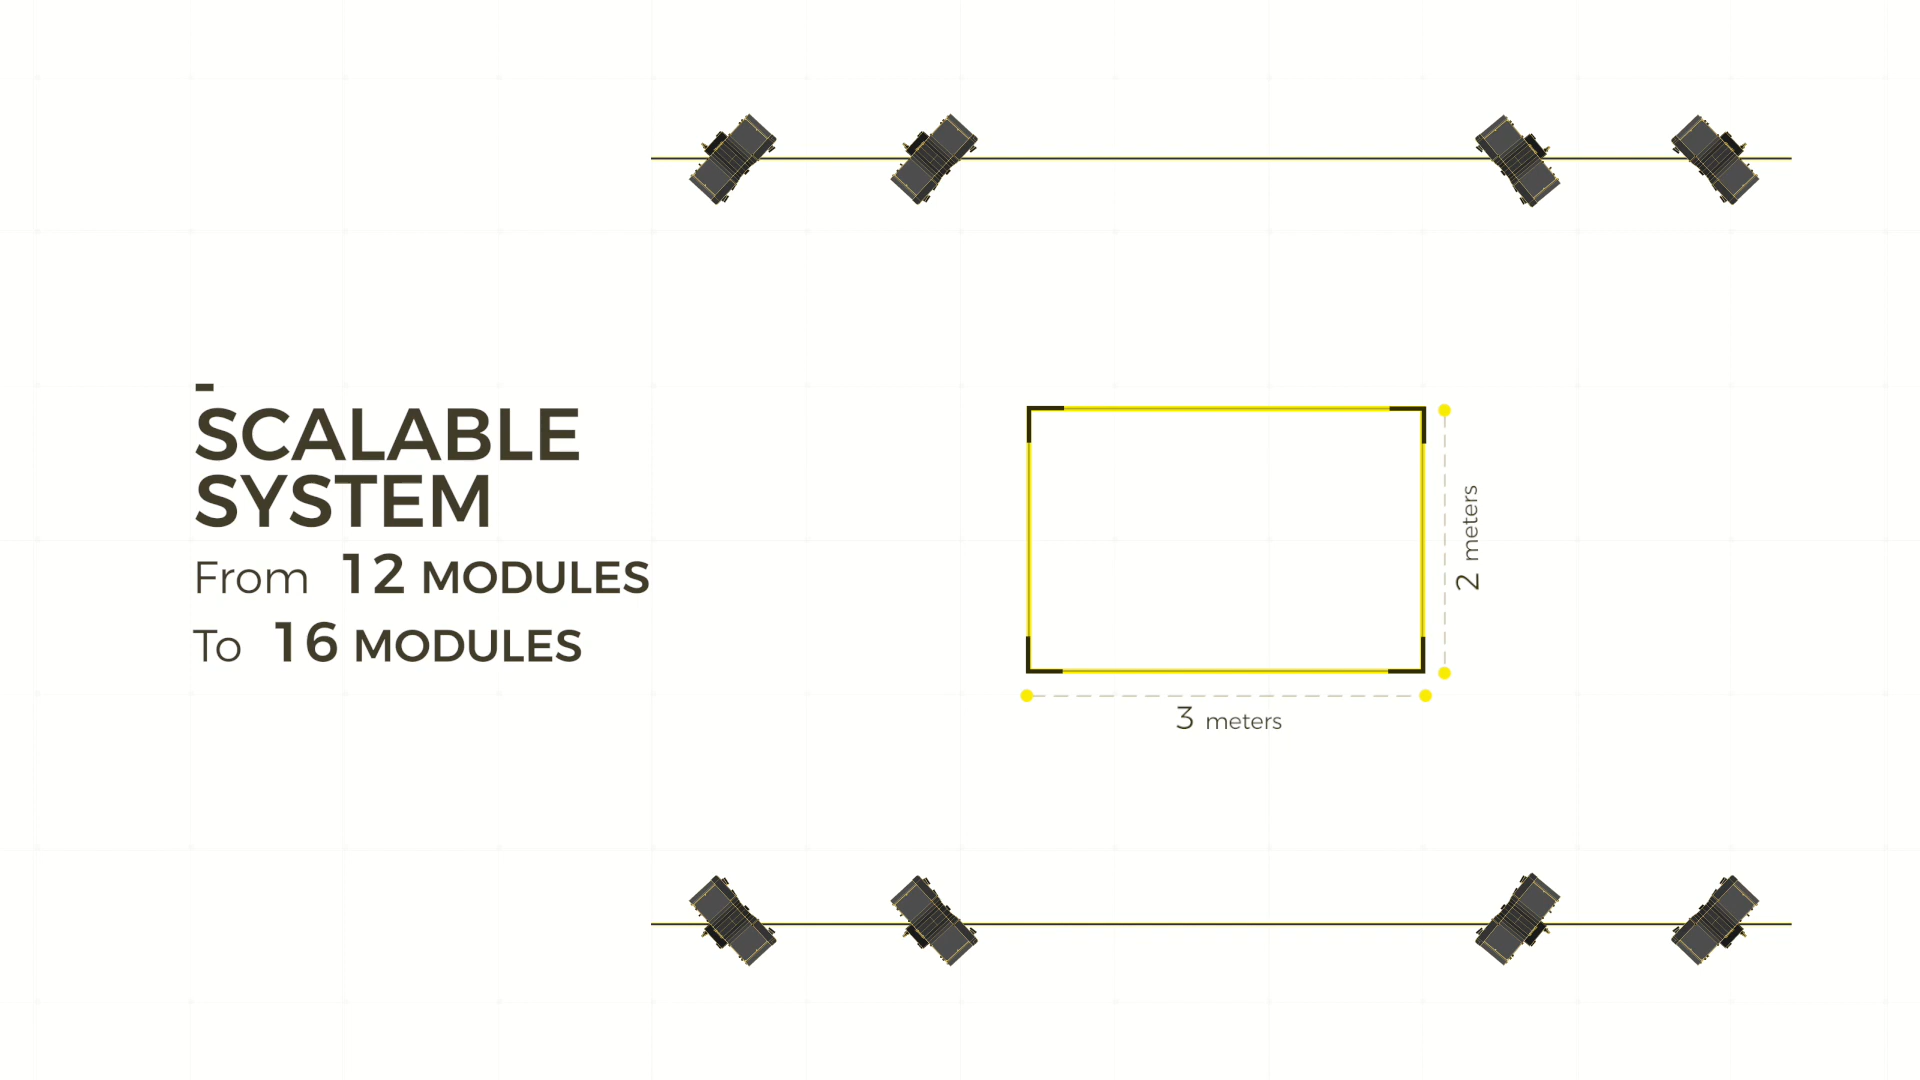 SCALABLE
SYSTEM
From 12 MODULES
To 16 MODULES
2 meters
3 meters